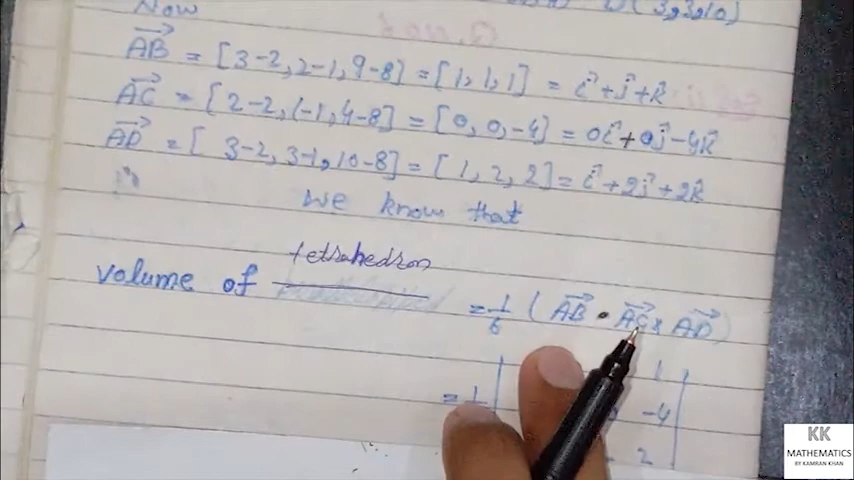 Now D(3,3,10)
AB = [3-2, 2-1, 9-8] = [1, 1, 1] = i+j+k
AC = [2-2, 1-1, 4-8] = [0, 0, -4] = 0i+0j-4k
AD = [3-2, 3-1, 10-8] = [1, 2, 2] = i+2j+2k
we know that
tetrahedron
volume of = 1/6 (AB • AC x AD)
1
= 1 -4
2
KK
MATHEMATICS
BY KAMRAN KHAN